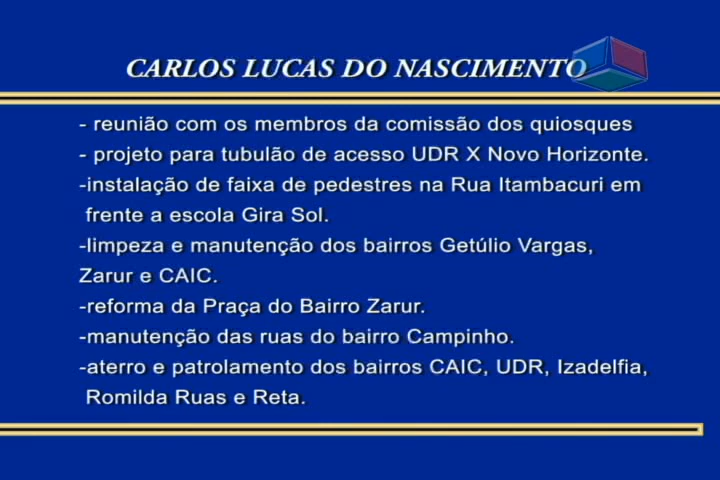 CARLOS LUCAS DO NASCIMENTO
- reunião com os membros da comissão dos quiosques
- projeto para tubulão de acesso UDR X Novo Horizonte.
-instalação de faixa de pedestres na Rua Itambacuri em
frente a escola Gira Sol.
-limpeza e manutenção dos bairros Getúlio Vargas,
Zarur e CAIC.
-reforma da Praça do Bairro Zarur.
-manutenção das ruas do bairro Campinho.
-aterro e patrolamento dos bairros CAIC, UDR, Izadelfia,
Romilda Ruas e Reta.